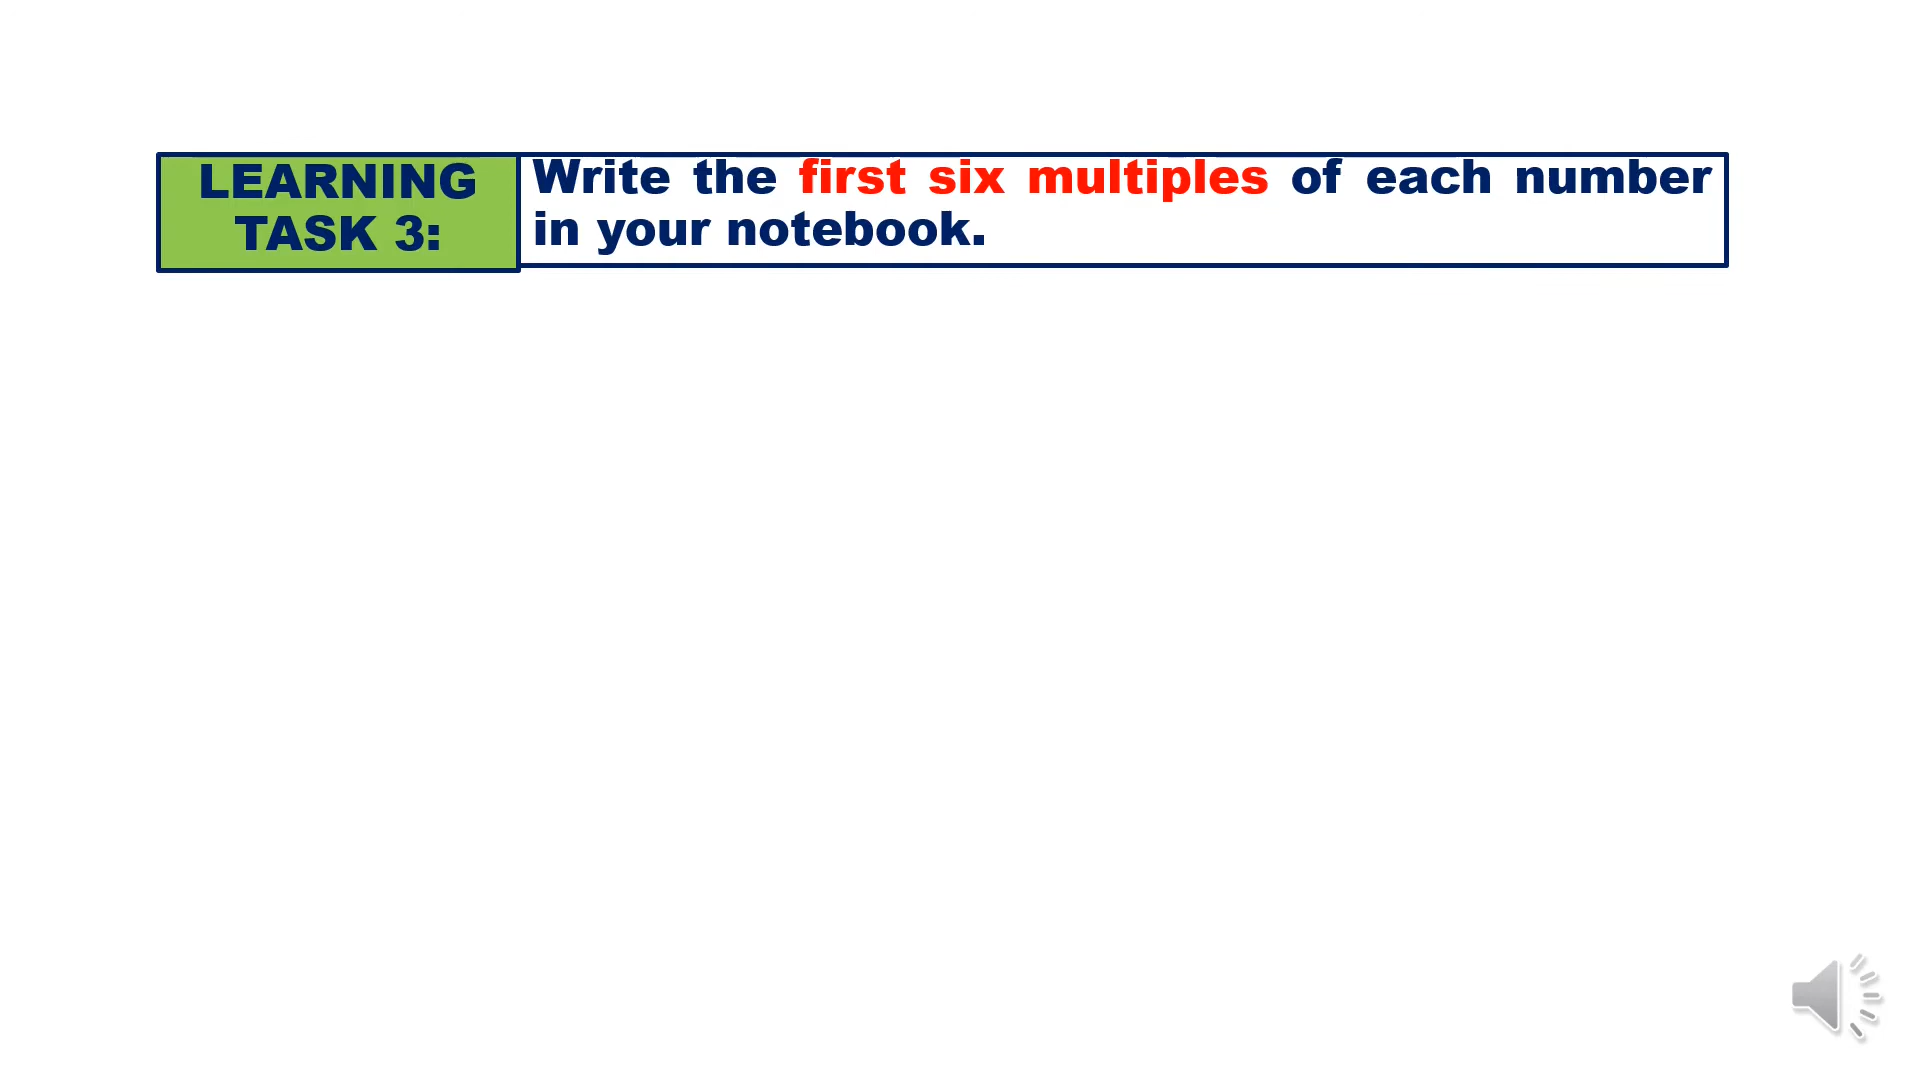 LEARNING
TASK 3:
Write the first six multiples of each number
in your notebook.